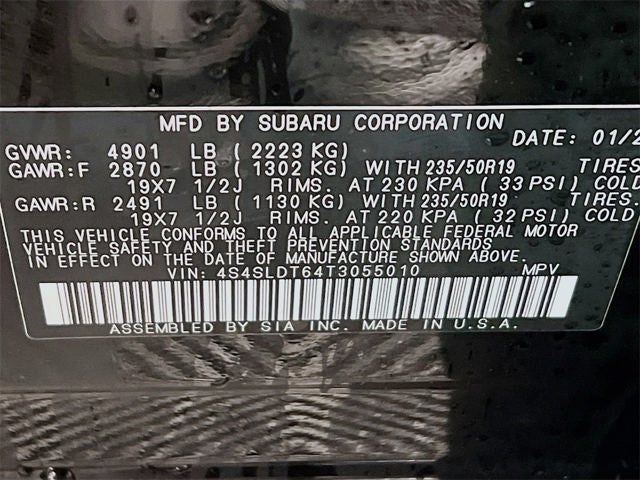 MFD BY SUBARU CORPORATION
DATE: 01/2
GVWR: 4901 LB ( 2223 KG)
GAWR:F 2870 LB ( 1302 KG) WITH 235/50R19 TIRES
19X7 1/2J RIMS. AT 230 KPA ( 33 PSI) COLD
GAWR:R 2491 LB ( 1130 KG) WITH 235/50R19 TIRES.
19X7 1/2J RIMS. AT 220 KPA ( 32 PSI) COLD.
THIS VEHICLE CONFORMS TO ALL APPLICABLE FEDERAL MOTOR
VEHICLE SAFETY AND THEFT PREVENTION STANDARDS
IN EFFECT ON THE DATE OF MANUFACTURE SHOWN ABOVE.
VIN: 4S4SLDT64T3055010 MPV
ASSEMBLED BY SIA INC. MADE IN U.S.A.